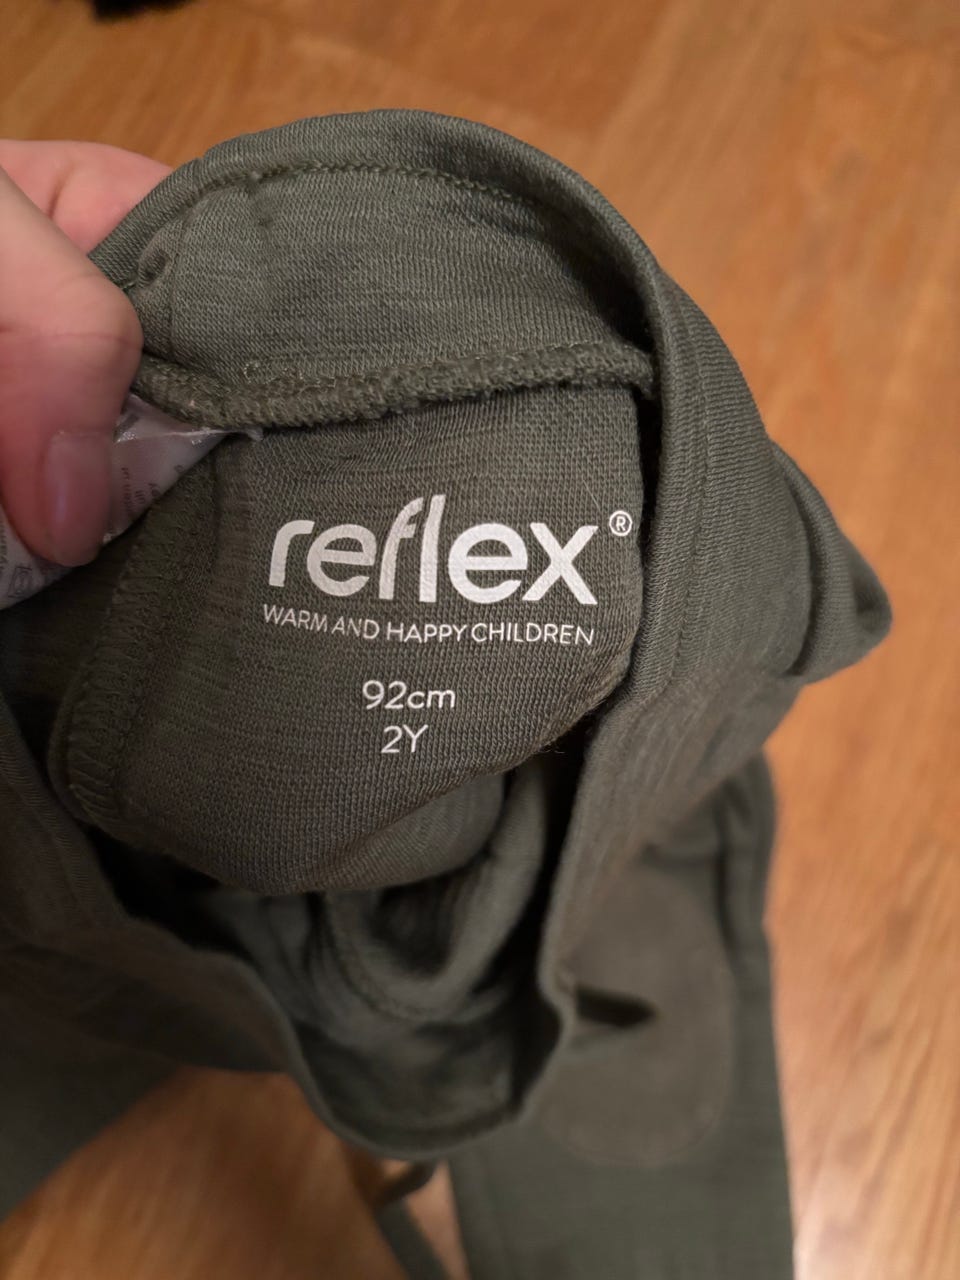 reflex®
WARM AND HAPPY CHILDREN
92cm
2Y